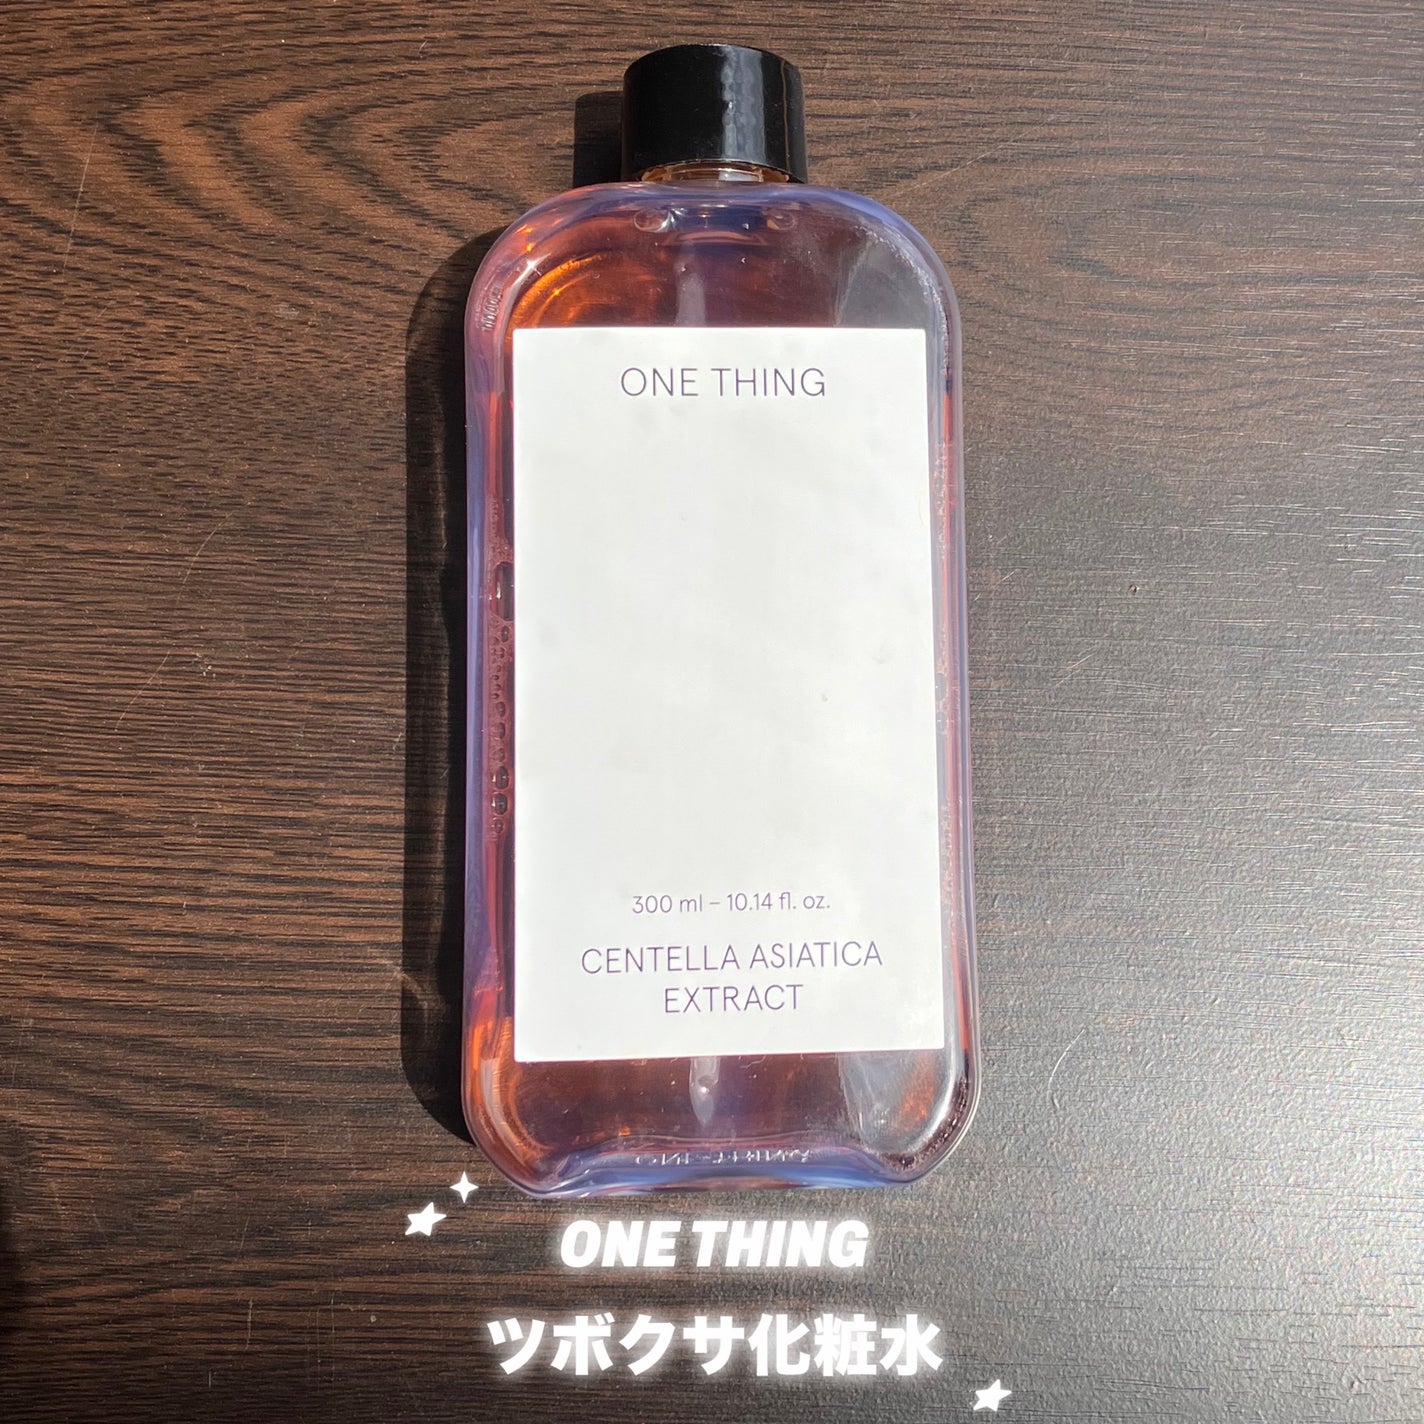 ONE THING
300 ml – 10.14 fl. oz.
CENTELLA ASIATICA
EXTRACT
ONE THING
ツボクサ化粧水